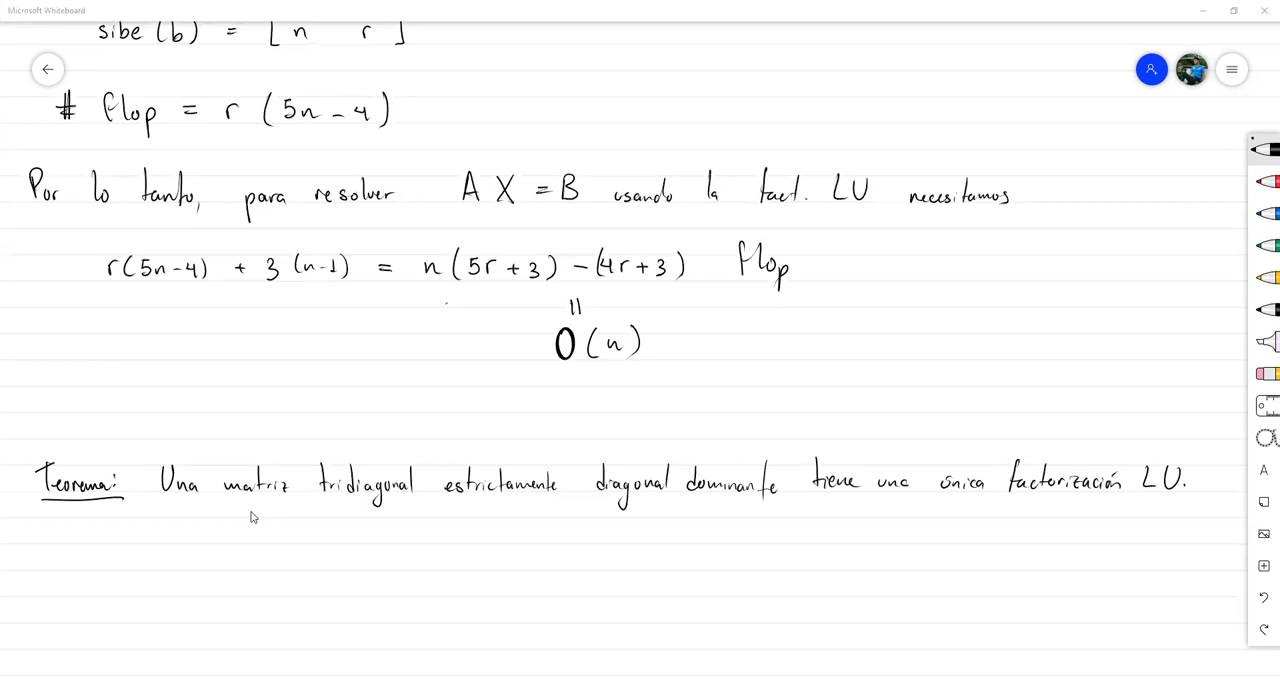 Microsoft Whiteboard
sibe (b) = [ n r ]
# flop = r (5n - 4)
Por lo tanto, para resolver A X = B usando la fact. LU necesitamos
r(5n-4) + 3 (n-1) = n (5r + 3) - (4r + 3) flop
=
O(n)
Teorema: Una matriz tridiagonal estrictamente diagonal dominante tiene una única factorización LU.
A